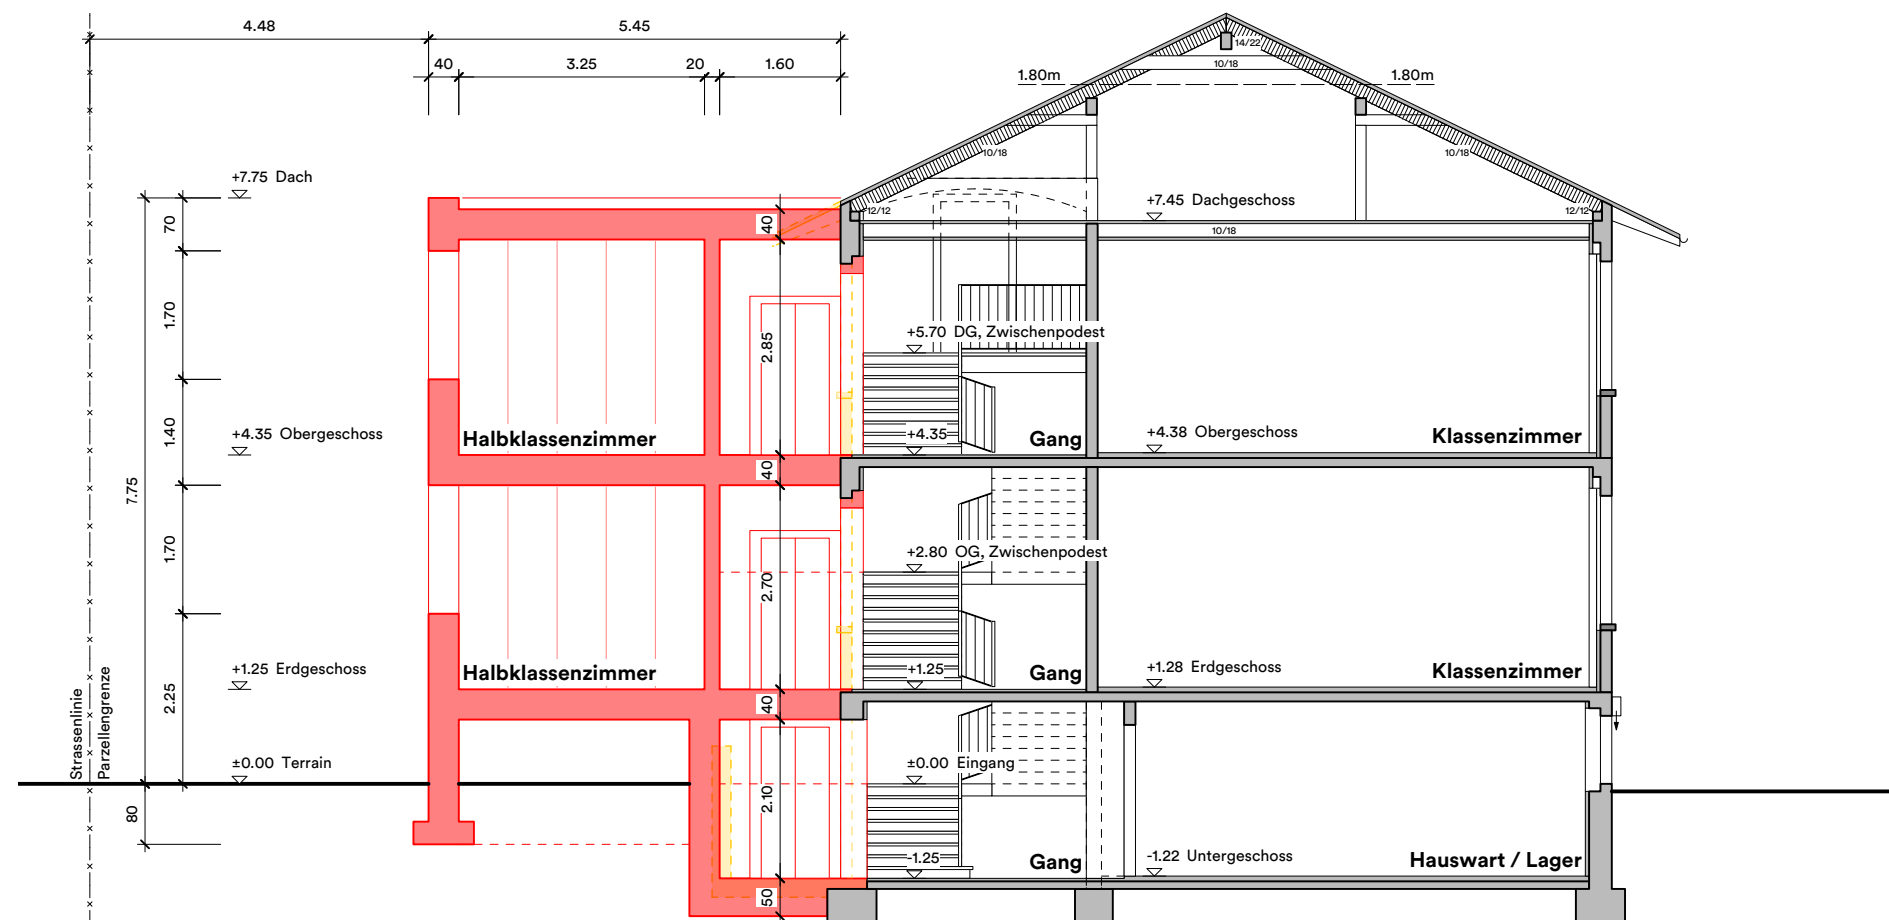 4.48
5.45
40
3.25
20
1.60
14/22
10/18
1.80m
1.80m
10/18
10/18
+7.75 Dach
+7.45 Dachgeschoss
12/12
12/12
10/18
70
40
1.70
2.85
+5.70 DG, Zwischenpodest
1.40
+4.35 Obergeschoss
Halbklassenzimmer
+4.35
Gang
+4.38 Obergeschoss
Klassenzimmer
40
7.75
1.70
2.70
+2.80 OG, Zwischenpodest
+1.25 Erdgeschoss
Halbklassenzimmer
+1.25
Gang
+1.28 Erdgeschoss
Klassenzimmer
2.25
40
Strassenlinie
Parzellengrenze
±0.00 Terrain
±0.00 Eingang
80
2.10
-1.25
Gang
-1.22 Untergeschoss
Hauswart / Lager
50